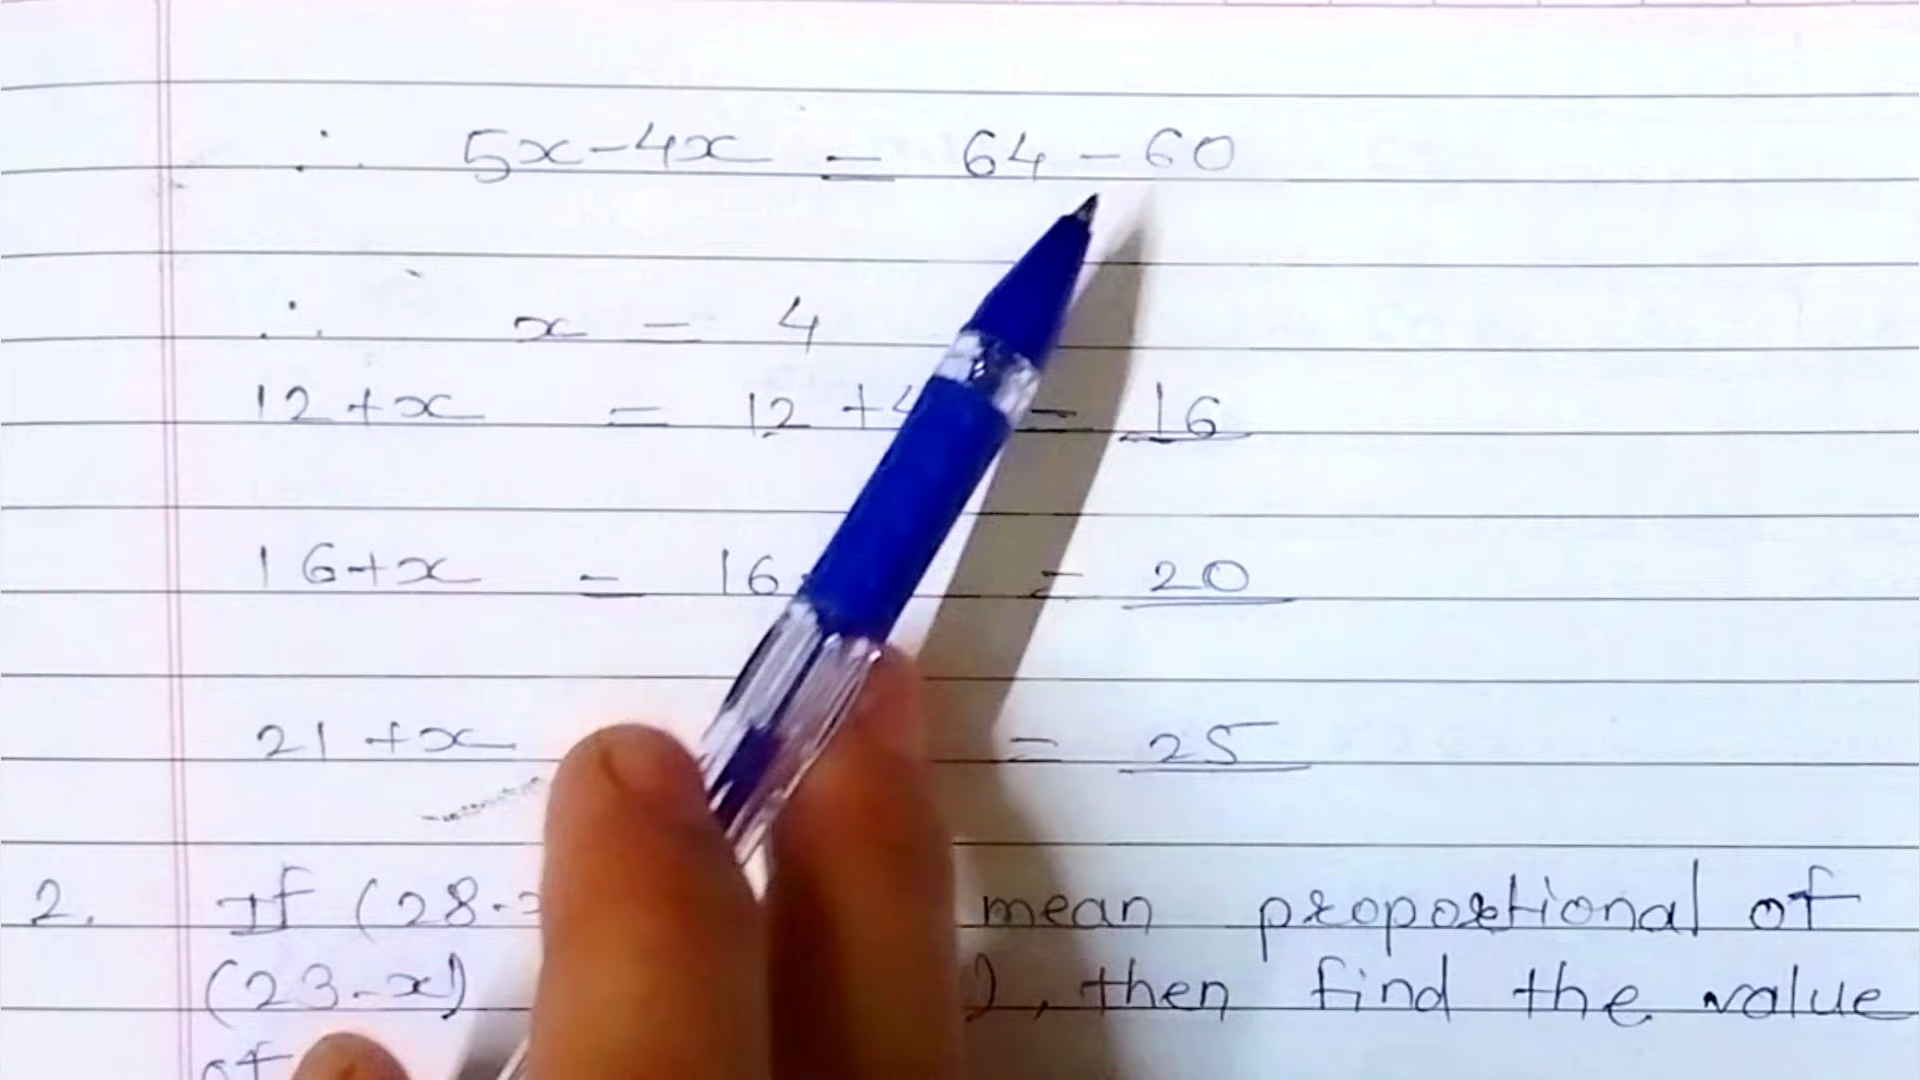 ∴ 5x-4x = 64-60
∴ x = 4
12+x = 12+4 = 16
16+x = 16 = 20
21+x = 25
2. If (28- mean proportional of
(23-x) ), then find the value
of